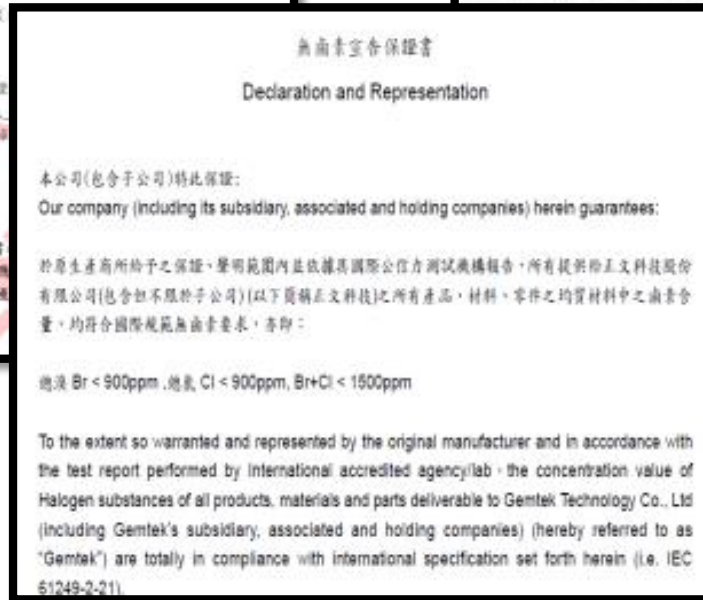 無鹵素宣告保證書
Declaration and Representation
本公司(包含子公司)特此保證:
Our company (including its subsidiary, associated and holding companies) herein guarantees:
於原生產商所給予之保證、聲明範圍內並依據其國際公信力測試機構報告,所有提供給正文科技股份
有限公司(包含但不限於子公司)(以下簡稱正文科技)之所有產品,材料,零件之均質材料中之鹵素含
量,均符合國際規範無鹵素要求,亦即:
總溴 Br < 900ppm ,總氯 Cl < 900ppm, Br+Cl < 1500ppm
To the extent so warranted and represented by the original manufacturer and in accordance with
the test report performed by International accredited agency/lab , the concentration value of
Halogen substances of all products, materials and parts deliverable to Gemtek Technology Co., Ltd
(including Gemtek's subsidiary, associated and holding companies) (hereby referred to as
"Gemtek") are totally in compliance with international specification set forth herein (i.e. IEC
61249-2-21).